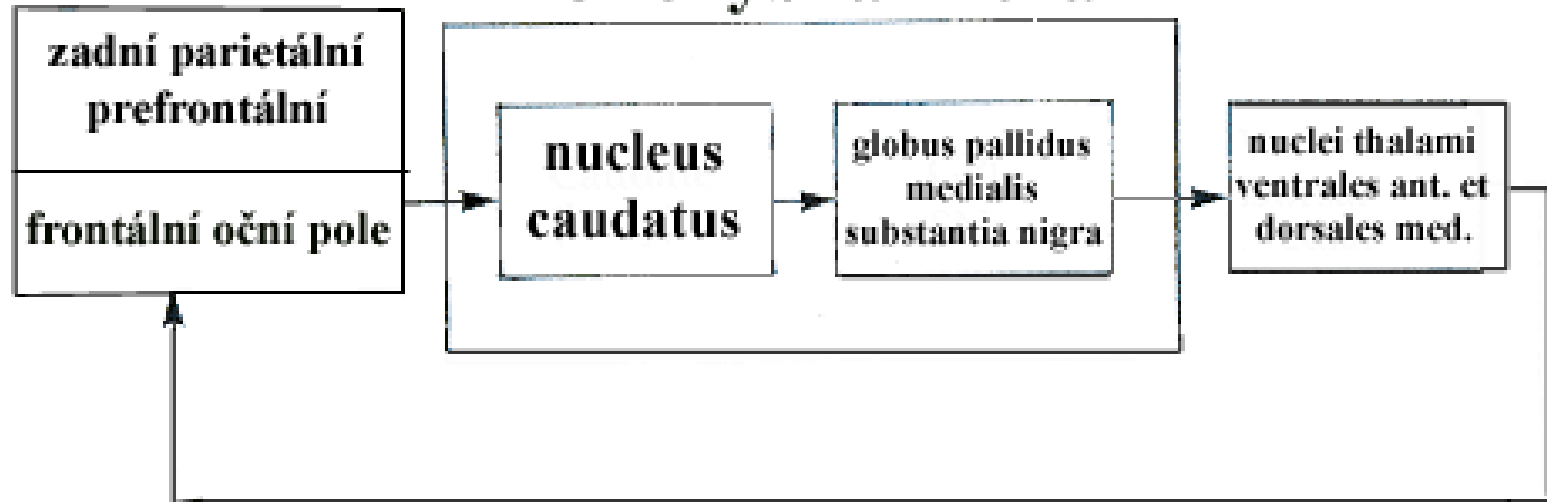 zadní parietální
prefrontální
frontální oční pole
nucleus
caudatus
globus pallidus
medialis
substantia nigra
nuclei thalami
ventrales ant. et
dorsales med.